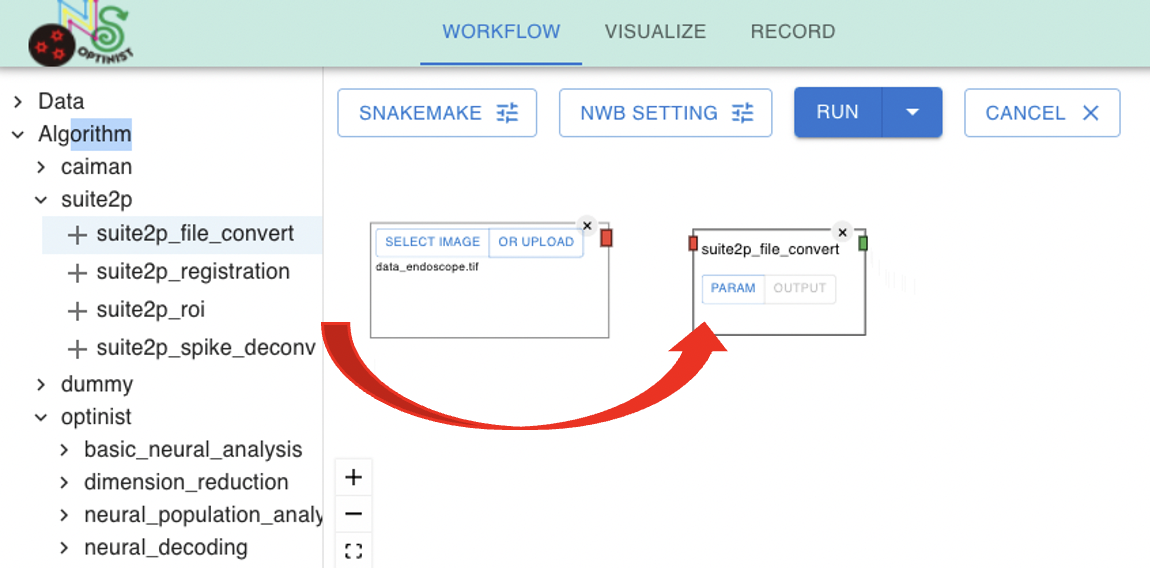 NS
OPTINIST
WORKFLOW VISUALIZE RECORD
Data
Algorithm
caiman
suite2p
suite2p_file_convert
suite2p_registration
suite2p_roi
suite2p_spike_deconv
dummy
optinist
basic_neural_analysis
dimension_reduction
neural_population_analy
neural_decoding
SNAKEMAKE NWB SETTING RUN CANCEL
SELECT IMAGE OR UPLOAD
data_endoscope.tif
suite2p_file_convert
PARAM OUTPUT